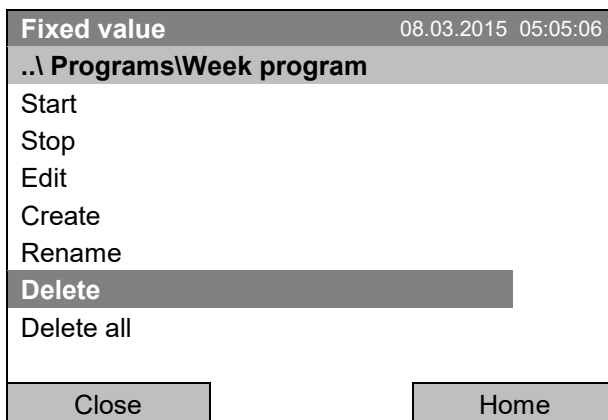 Fixed value 08.03.2015 05:05:06
..\ Programs\Week program
Start
Stop
Edit
Create
Rename
Delete
Delete all
Close Home